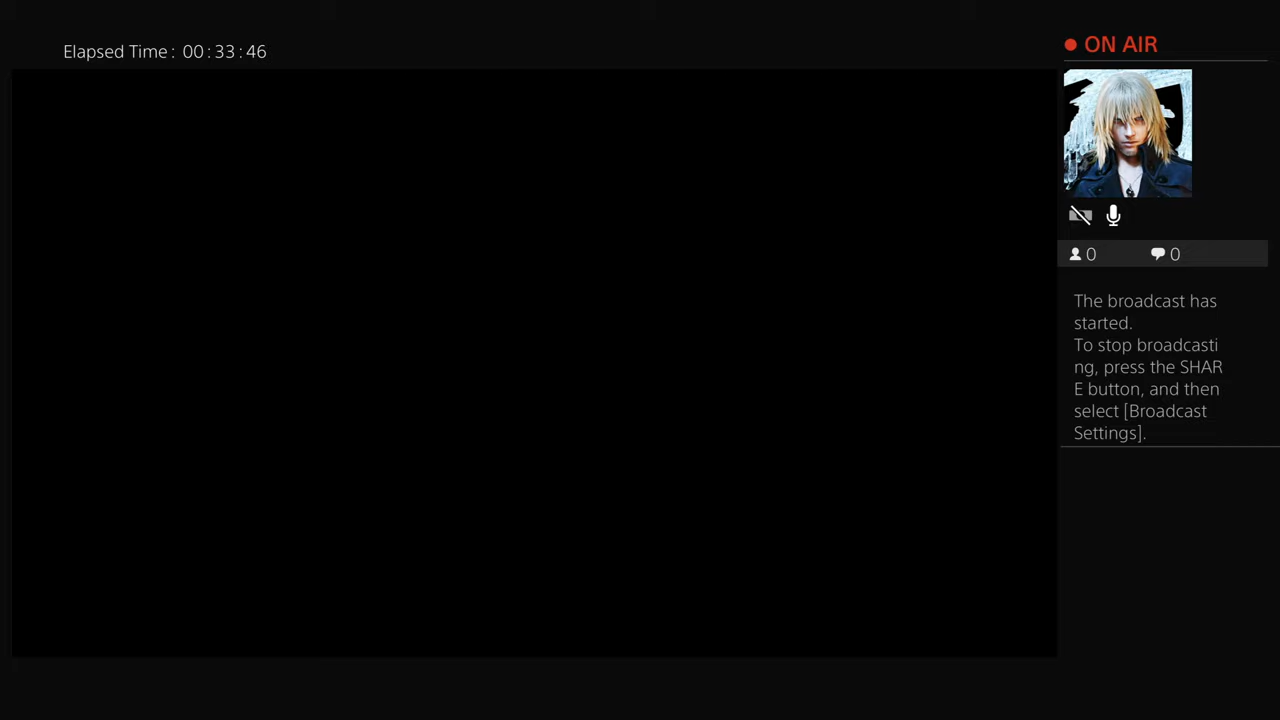 Elapsed Time : 00:33:46
ON AIR
0 0
The broadcast has
started.
To stop broadcasti
ng, press the SHAR
E button, and then
select [Broadcast
Settings].